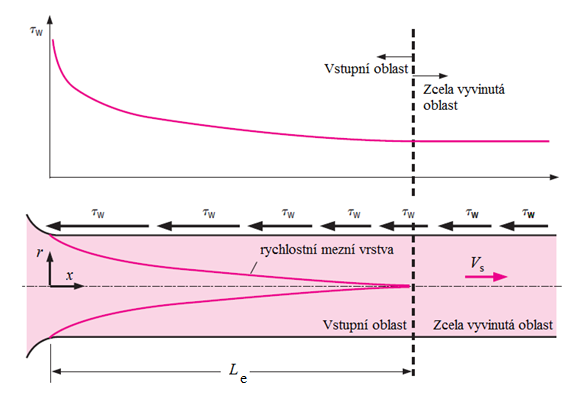 τw
Vstupní oblast
Zcela vyvinutá
oblast
τw τw τw τw τw τw τw
r
x
rychlostní mezní vrstva
Vs
Vstupní oblast
Zcela vyvinutá oblast
Le